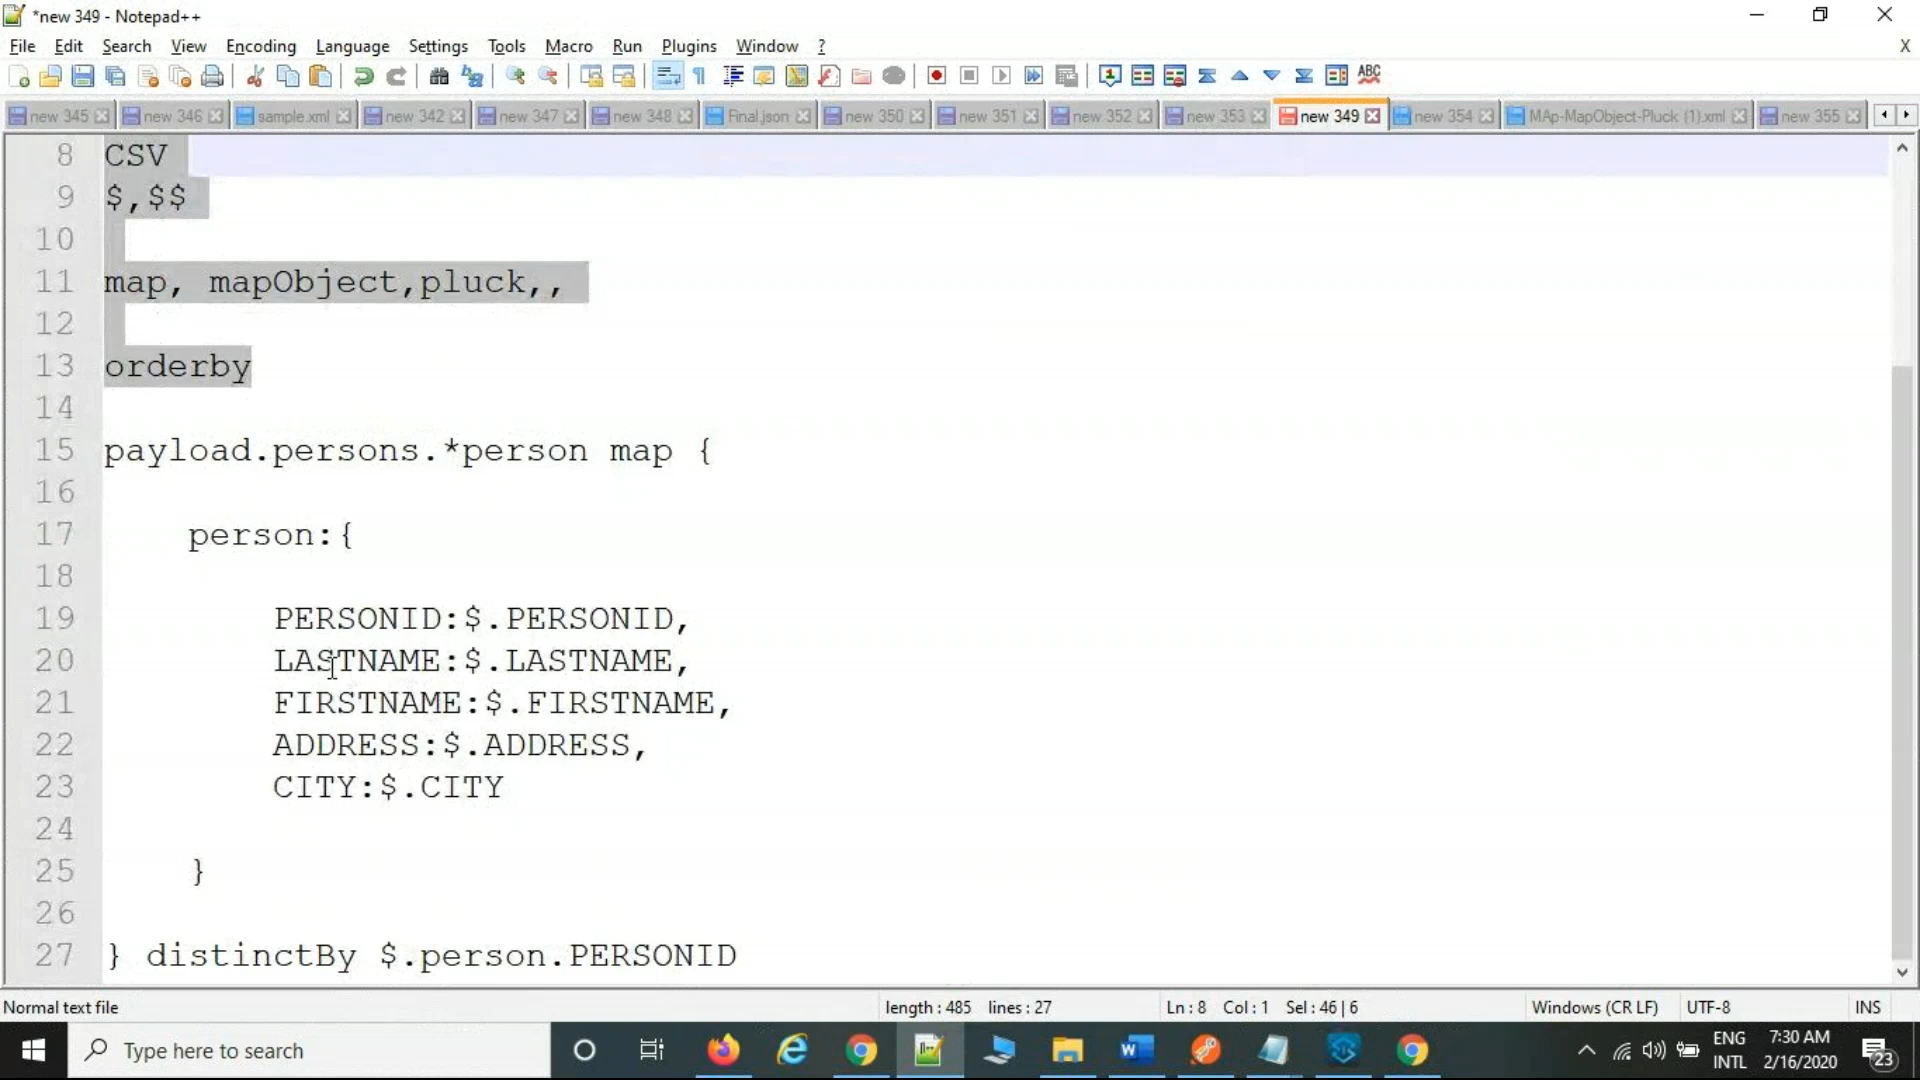 *new 349 - Notepad++
File Edit Search View Encoding Language Settings Tools Macro Run Plugins Window ?
X
ABC
new 345 new 346 sample.xml new 342 new 347 new 348 Final.json new 350 new 351 new 352 new 353 new 349 new 354 MAp-MapObject-Pluck (1).xml new 355
8 CSV
9 $,$$
10
11 map, mapObject,pluck,,
12
13 orderby
14
15 payload.persons.*person map {
16
17 person:{
18
19 PERSONID:$.PERSONID,
20 LASTNAME:$.LASTNAME,
21 FIRSTNAME:$.FIRSTNAME,
22 ADDRESS:$.ADDRESS,
23 CITY:$.CITY
24
25 }
26
27 } distinctBy $.person.PERSONID
Normal text file length : 485 lines : 27 Ln : 8 Col : 1 Sel : 46 | 6 Windows (CR LF) UTF-8 INS
Type here to search
ENG 7:30 AM
INTL 2/16/2020
23